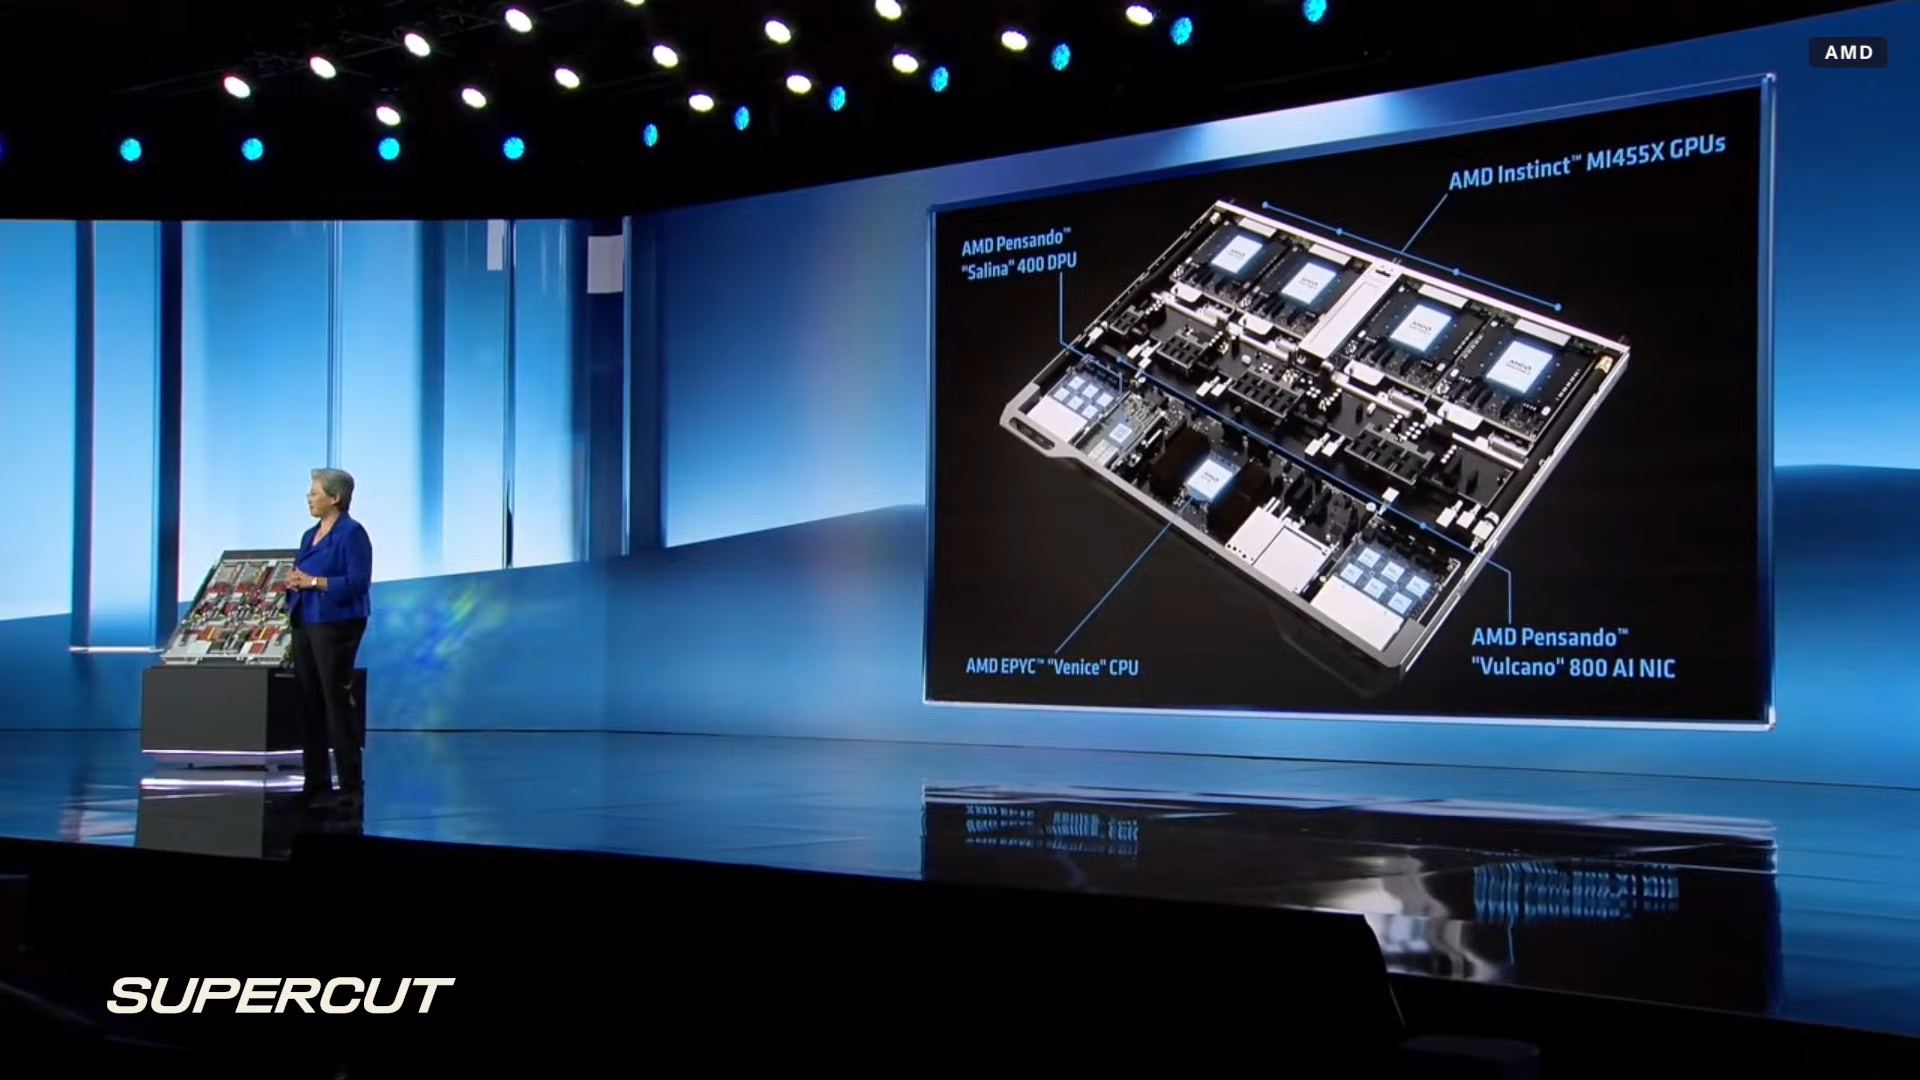 AMD
AMD Instinct™ MI455X GPUs
AMD Pensando™
"Salina" 400 DPU
AMD EPYC™ "Venice" CPU
AMD Pensando™
"Vulcano" 800 AI NIC
SUPERCUT